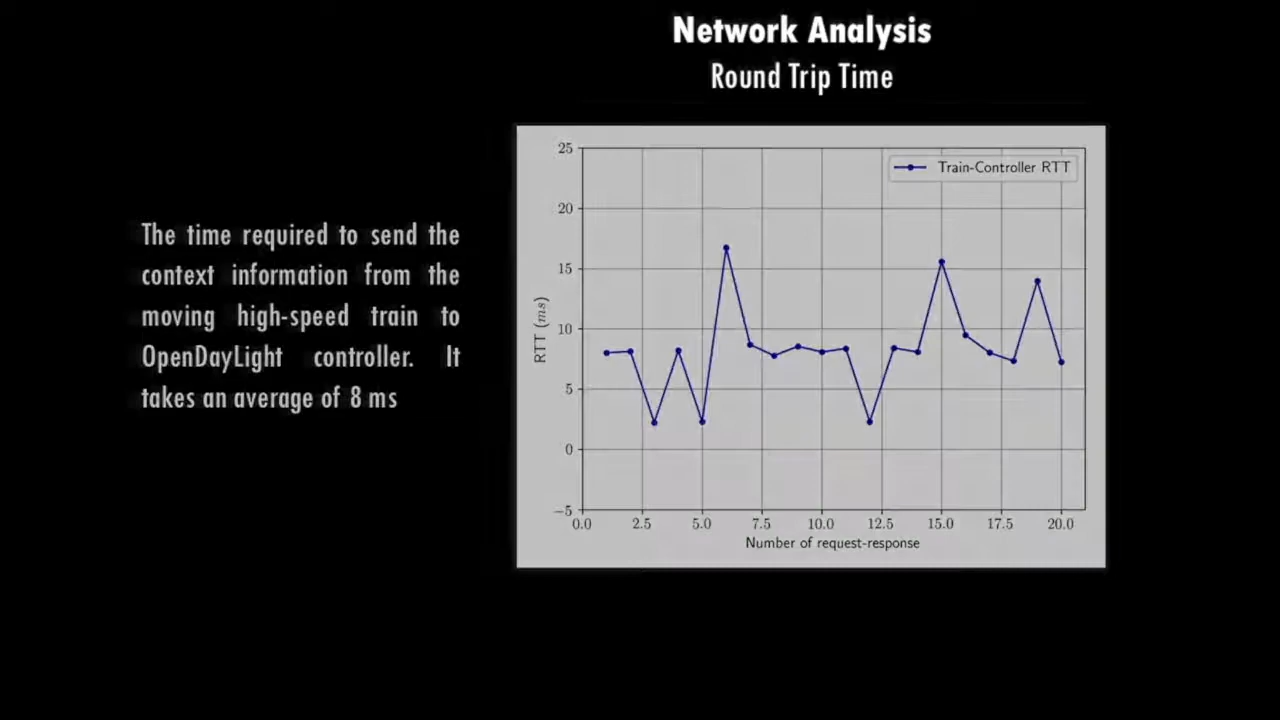 Network Analysis
Round Trip Time
The time required to send the
context information from the
moving high-speed train to
OpenDayLight controller. It
takes an average of 8 ms
Train-Controller RTT
RTT (ms)
25
20
15
10
5
0
−5
0.0 2.5 5.0 7.5 10.0 12.5 15.0 17.5 20.0
Number of request-response